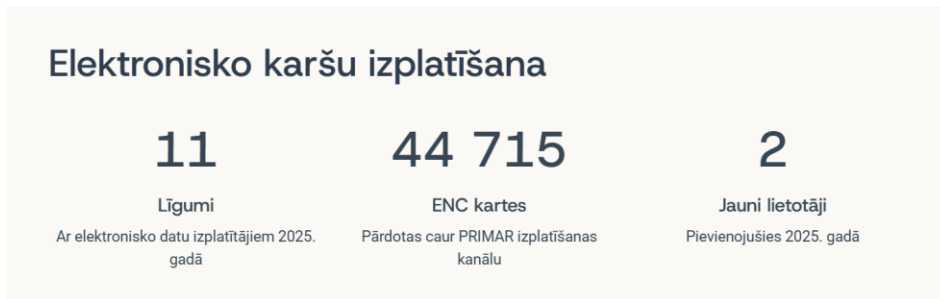 Elektronisko karšu izplatīšana
11
Līgumi
Ar elektronisko datu izplatītājiem 2025.
gadā
44 715
ENC kartes
Pārdotas caur PRIMAR izplatīšanas
kanālu
2
Jauni lietotāji
Pievienojušies 2025. gadā